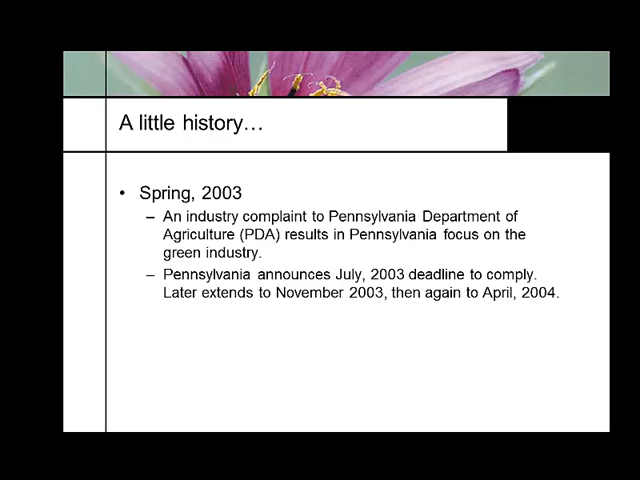 A little history…
• Spring, 2003
– An industry complaint to Pennsylvania Department of
Agriculture (PDA) results in Pennsylvania focus on the
green industry.
– Pennsylvania announces July, 2003 deadline to comply.
Later extends to November 2003, then again to April, 2004.